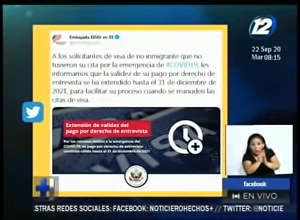 Embajada EEUU en ES
A los solicitantes de visa de no inmigrante que no
tuvieron su cita por la emergencia de #COVID19, les
informamos que la validez de su pago por derecho de
entrevista se ha extendido hasta el 31 de diciembre de
2021, para facilitar su proceso cuando se reanuden las
citas de visa.
Extensión de validez del
pago por derecho de
entrevista
12
22 Sep 20
Mar 08:15
facebook
EN VIVO
STRAS REDES SOCIALES: FACEBOOK: NOTICIEROHECHOS+ // TWITTER: @NOTICIE